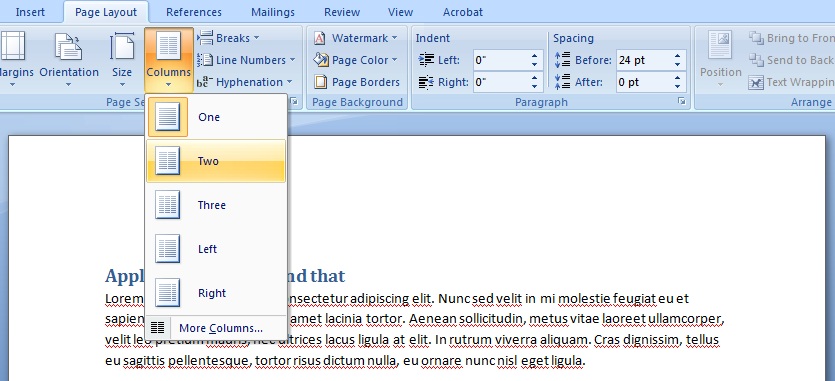 Insert Page Layout References Mailings Review View Acrobat
Breaks Watermark Indent Spacing Bring to Fron
Line Numbers Page Color Left: 0" Before: 24 pt Send to Back
argins Orientation Size Columns Hyphenation Page Borders Right: 0" After: 0 pt Position Text Wrappin
Page Se Page Background Paragraph Arrange
One
Two
Three
Left
Right
More Columns...
Appl nd that
Lorem nsectetur adipiscing elit. Nunc sed velit in mi molestie feugiat eu et
sapien amet lacinia tortor. Aenean sollicitudin, metus vitae laoreet ullamcorper,
velit leo pretium mauris, nec ultrices lacus ligula at elit. In rutrum viverra aliquam. Cras dignissim, tellus
eu sagittis pellentesque, tortor risus dictum nulla, eu ornare nunc nisl eget ligula.